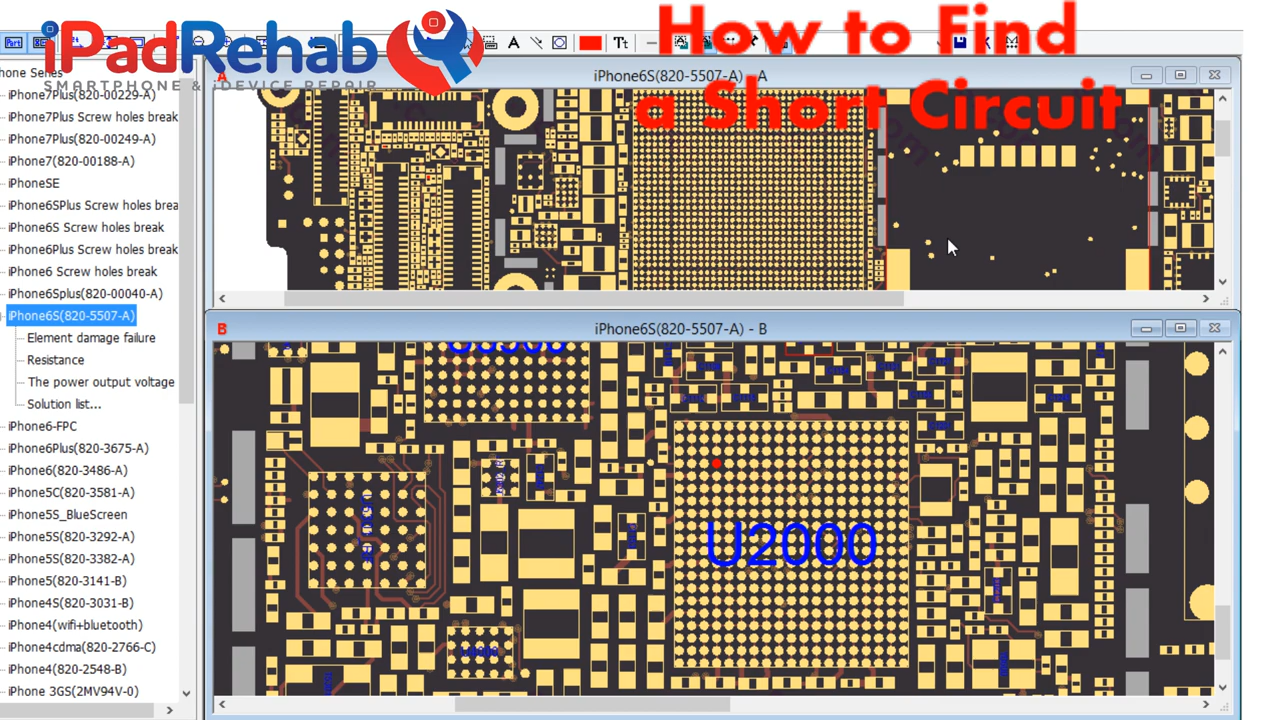 iPadRehab
SMARTPHONE & iDEVICE REPAIR
How to Find
a Short Circuit
Part
A
Tt
hone Series
iPhone7Plus(820-00229-A)
iPhone7Plus Screw holes break
iPhone7Plus(820-00249-A)
iPhone7(820-00188-A)
iPhoneSE
iPhone6SPlus Screw holes brea
iPhone6S Screw holes break
iPhone6Plus Screw holes break
iPhone6 Screw holes break
iPhone6Splus(820-00040-A)
iPhone6S(820-5507-A)
Element damage failure
Resistance
The power output voltage
Solution list...
iPhone6-FPC
iPhone6Plus(820-3675-A)
iPhone6(820-3486-A)
iPhone5C(820-3581-A)
iPhone5S_BlueScreen
iPhone5S(820-3292-A)
iPhone5S(820-3382-A)
iPhone5(820-3141-B)
iPhone4S(820-3031-B)
iPhone4(wifi+bluetooth)
iPhone4cdma(820-2766-C)
iPhone4(820-2548-B)
iPhone 3GS(2MV94V-0)
A
iPhone6S(820-5507-A) - A
B
iPhone6S(820-5507-A) - B
U2000